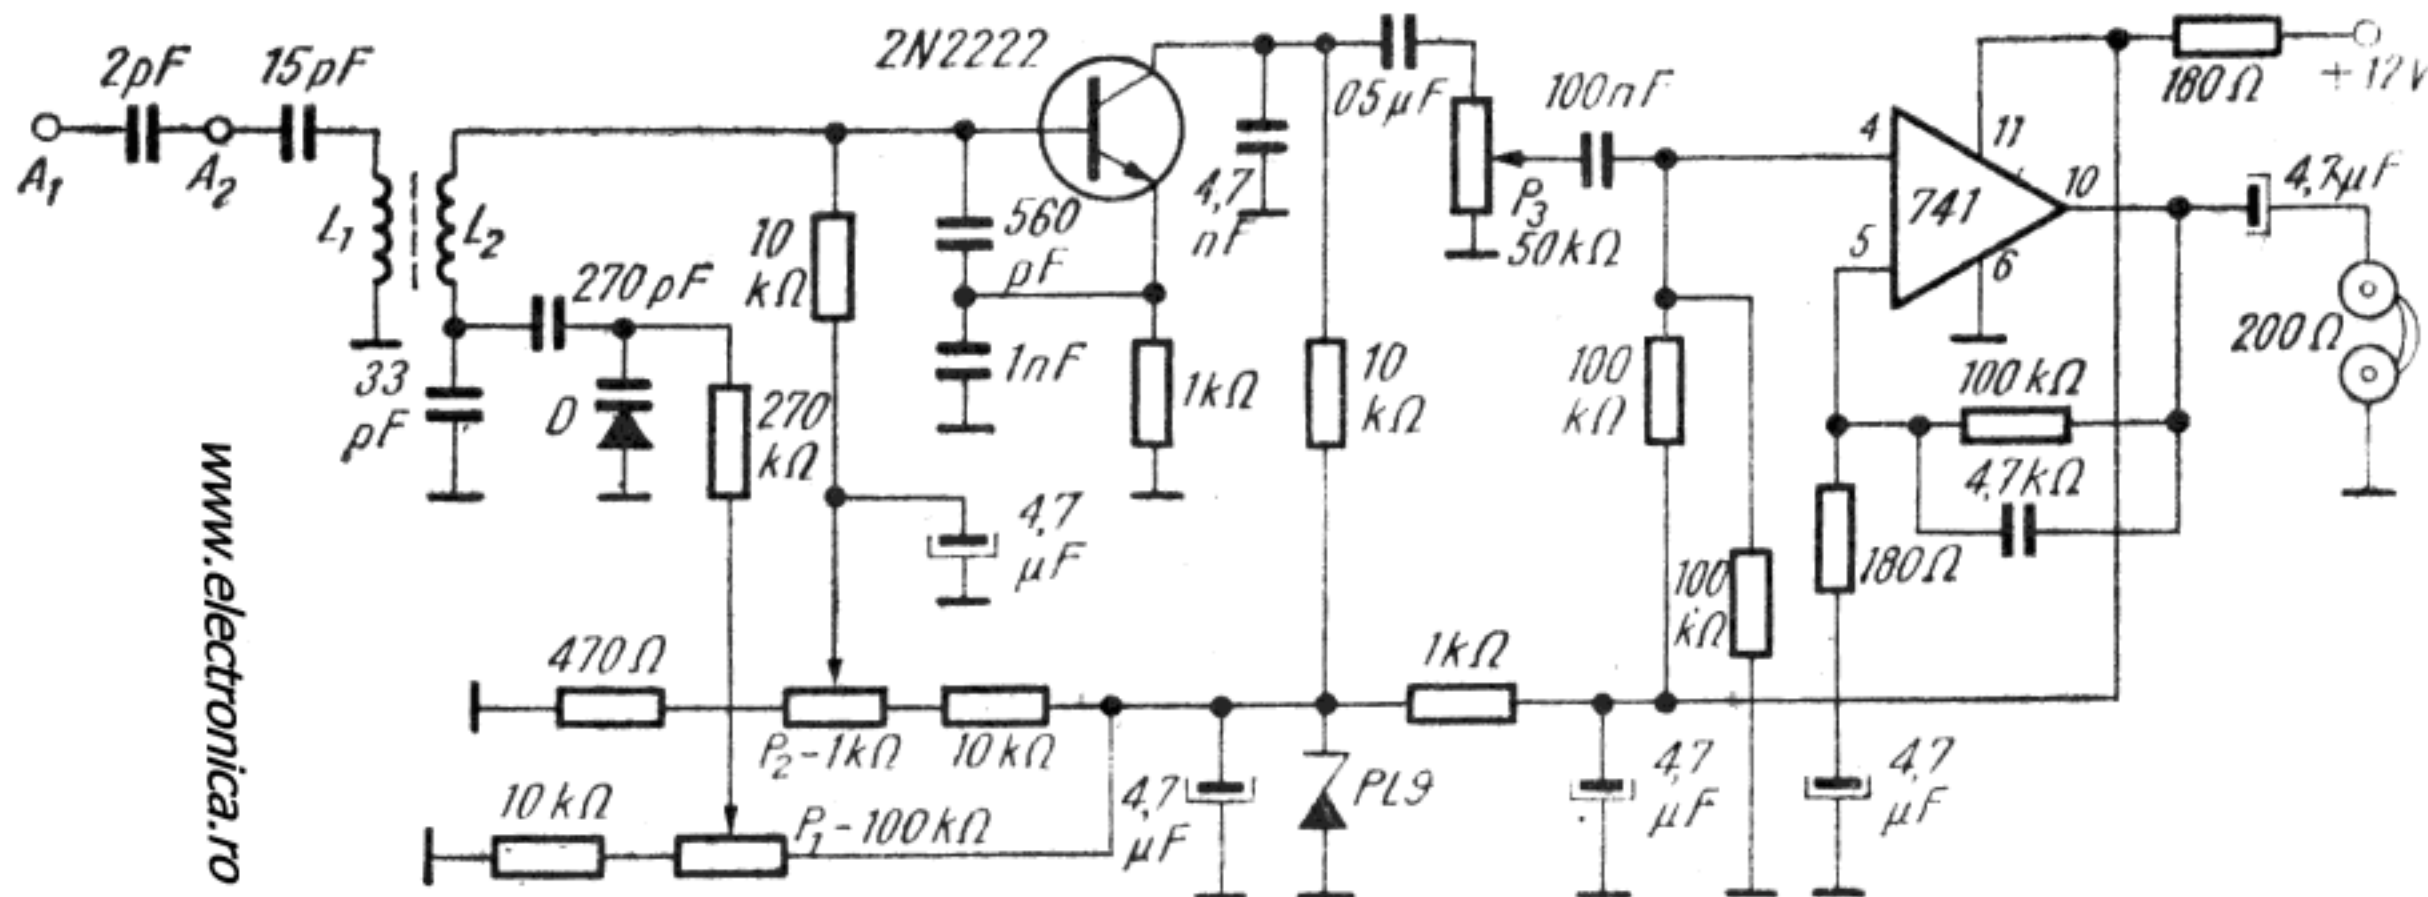 2pF
15pF
A1
A2
L1
L2
33
pF
270pF
D
270
kΩ
10
kΩ
2N2222
560
pF
1nF
4,7
μF
1kΩ
4,7
nF
05μF
P3
50kΩ
100nF
10
kΩ
100
kΩ
100
kΩ
4
5
741
11
6
10
180Ω
+12V
4,7μF
200Ω
100kΩ
4,7kΩ
180Ω
470Ω
P2-1kΩ
10kΩ
10kΩ
P1-100kΩ
4,7
μF
PL9
1kΩ
4,7
μF
4,7
μF
www.electronica.ro